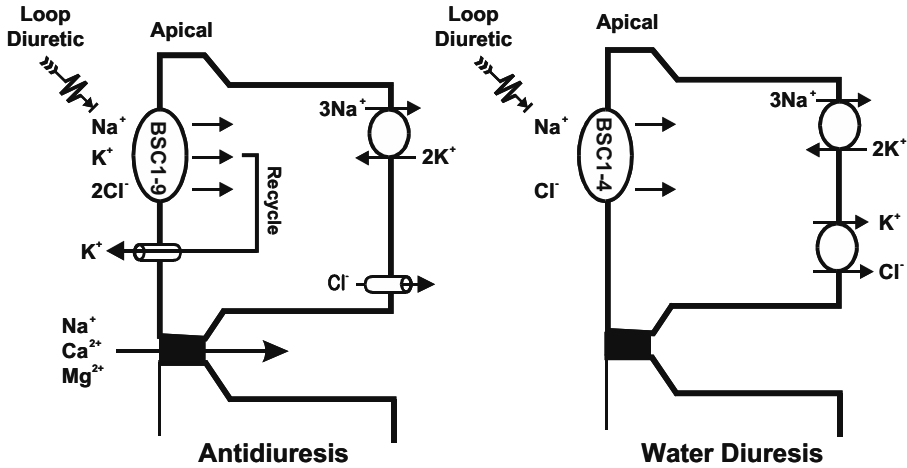 Loop
Diuretic
Apical
Na⁺
K⁺
2Cl⁻
BSC1-9
Recycle
K⁺
3Na⁺
2K⁺
Cl⁻
Na⁺
Ca²⁺
Mg²⁺
Antidiuresis
Loop
Diuretic
Apical
Na⁺
Cl⁻
BSC1-4
3Na⁺
2K⁺
K⁺
Cl⁻
Water Diuresis